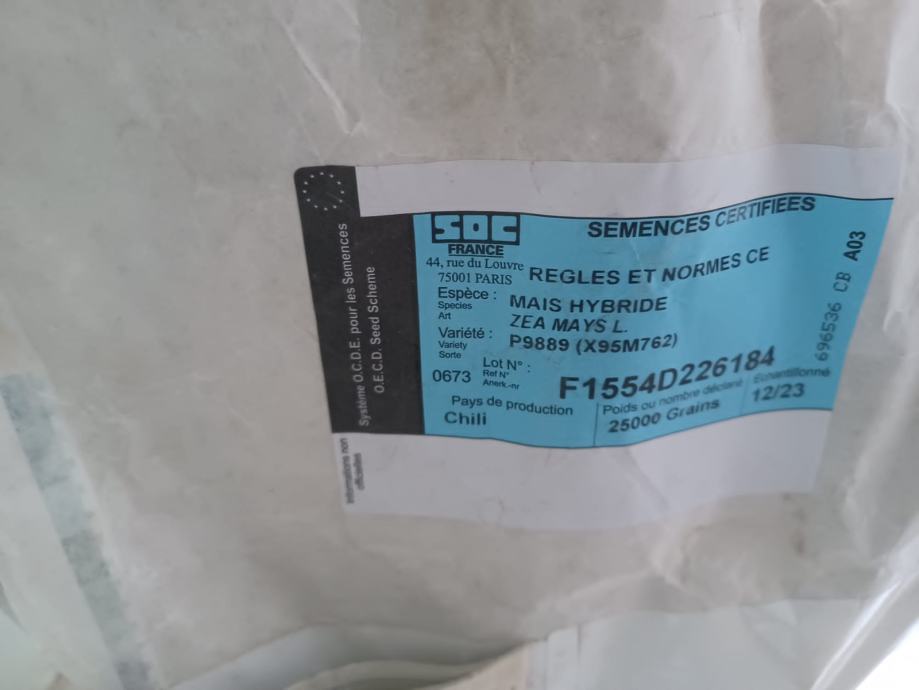 SOC
FRANCE
44, rue du Louvre
75001 PARIS
SEMENCES CERTIFIEES
REGLES ET NORMES CE
Espèce :
Species
Art
MAIS HYBRIDE
ZEA MAYS L.
Variété :
Variety
Sorte
P9889 (X95M762)
0673
Lot N° :
Ref N°
Anerk.-nr
F1554D226184
Pays de production
Chili
Poids ou nombre déclaré
25000 Grains
Echantillonné
12/23
696536 CB A03
Système O.C.D.E. pour les Semences
O.E.C.D. Seed Scheme
Informations non
officielles